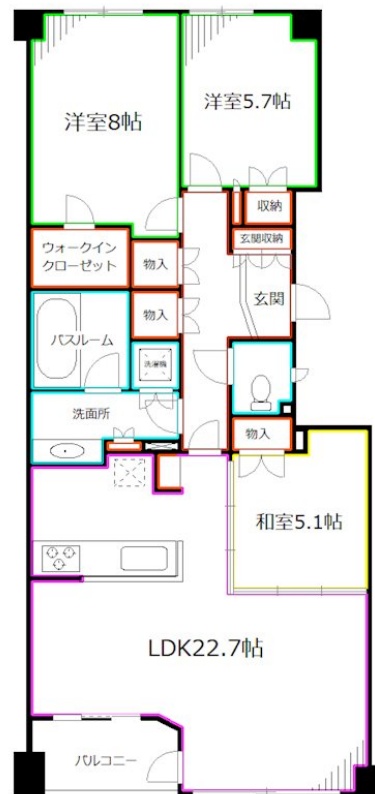 洋室8帖
洋室5.7帖
収納
玄関収納
ウォークイン
クローゼット
物入
玄関
物入
バスルーム
洗濯機
洗面所
物入
和室5.1帖
LDK22.7帖
バルコニー